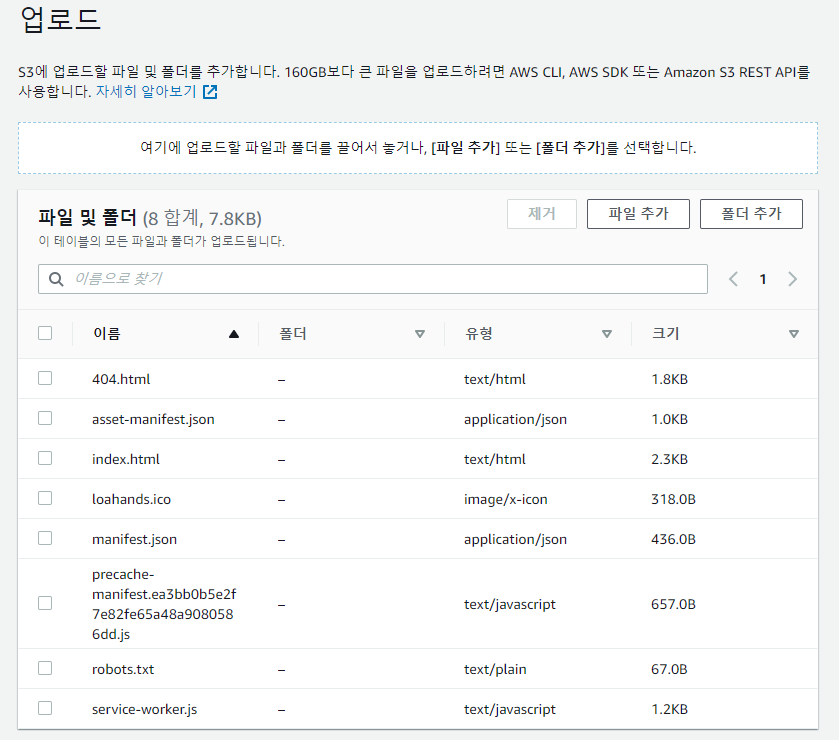 업로드
S3에 업로드할 파일 및 폴더를 추가합니다. 160GB보다 큰 파일을 업로드하려면 AWS CLI, AWS SDK 또는 Amazon S3 REST API를
사용합니다. 자세히 알아보기
여기에 업로드할 파일과 폴더를 끌어서 놓거나, [파일 추가] 또는 [폴더 추가]를 선택합니다.
파일 및 폴더 (8 합계, 7.8KB)
제거 파일 추가 폴더 추가
이 테이블의 모든 파일과 폴더가 업로드됩니다.
이름으로 찾기 1
이름 폴더 유형 크기
404.html – text/html 1.8KB
asset-manifest.json – application/json 1.0KB
index.html – text/html 2.3KB
loahands.ico – image/x-icon 318.0B
manifest.json – application/json 436.0B
precache-
manifest.ea3bb0b5e2f
7e82fe65a48a908058
6dd.js
– text/javascript 657.0B
robots.txt – text/plain 67.0B
service-worker.js – text/javascript 1.2KB